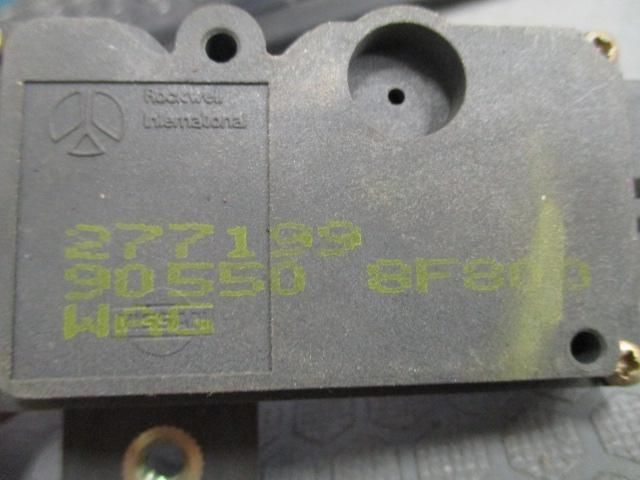 Rockwell
International
277199
90550 8F800
WAG